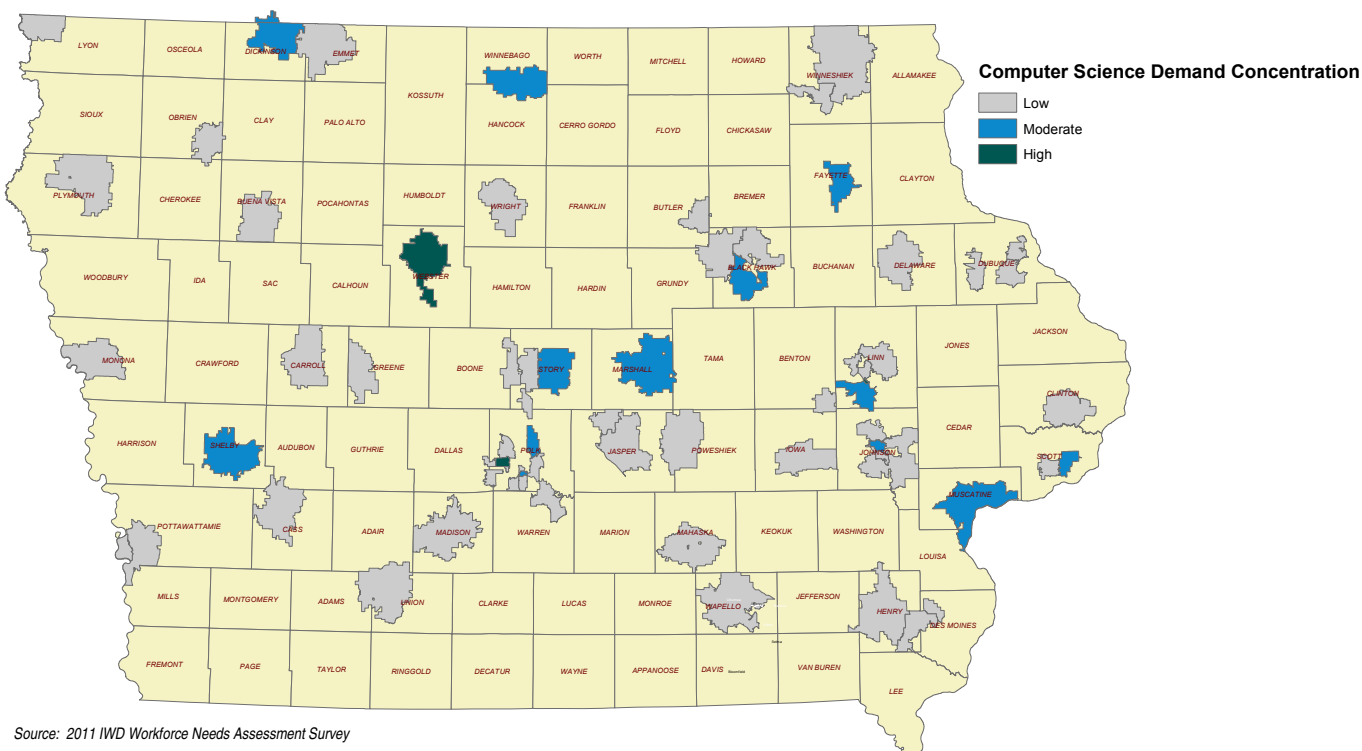 Computer Science Demand Concentration
Low
Moderate
High
LYON
OSCEOLA
DICKINSON
EMMET
KOSSUTH
WINNEBAGO
WORTH
MITCHELL
HOWARD
WINNESHIEK
ALLAMAKEE
SIOUX
OBRIEN
CLAY
PALO ALTO
HANCOCK
CERRO GORDO
FLOYD
CHICKASAW
FAYETTE
CLAYTON
PLYMOUTH
CHEROKEE
BUENA VISTA
POCAHONTAS
HUMBOLDT
WRIGHT
FRANKLIN
BUTLER
BREMER
WOODBURY
IDA
SAC
CALHOUN
WEBSTER
HAMILTON
HARDIN
GRUNDY
BLACK HAWK
BUCHANAN
DELAWARE
DUBUQUE
MONONA
CRAWFORD
CARROLL
GREENE
BOONE
STORY
MARSHALL
TAMA
BENTON
LINN
JONES
JACKSON
CLINTON
HARRISON
SHELBY
AUDUBON
GUTHRIE
DALLAS
POLK
JASPER
POWESHIEK
IOWA
JOHNSON
CEDAR
SCOTT
MUSCATINE
POTTAWATTAMIE
CASS
ADAIR
MADISON
WARREN
MARION
MAHASKA
KEOKUK
WASHINGTON
LOUISA
MILLS
MONTGOMERY
ADAMS
UNION
CLARKE
LUCAS
MONROE
WAPELLO
JEFFERSON
HENRY
DES MOINES
FREMONT
PAGE
TAYLOR
RINGGOLD
DECATUR
WAYNE
APPANOOSE
DAVIS
Bloomfield
VAN BUREN
LEE
Source: 2011 IWD Workforce Needs Assessment Survey